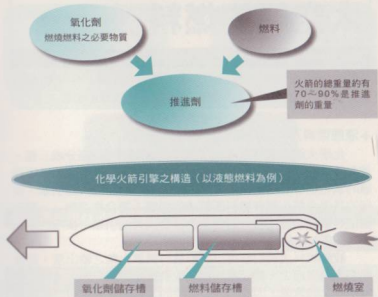 氧化劑
燃燒燃料之必要物質
燃料
推進劑
火箭的總重量約有
70～90%是推進
劑的重量
化學火箭引擎之構造（以液態燃料為例）
氧化劑儲存槽
燃料儲存槽
燃燒室